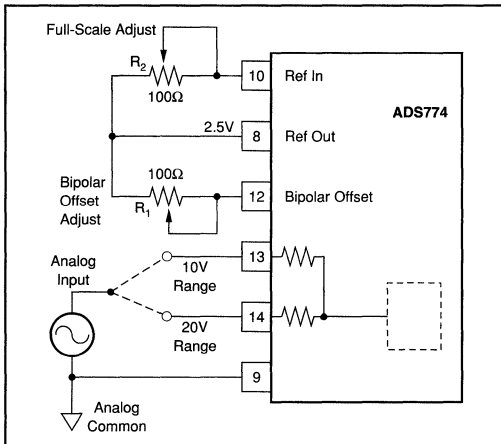 Full-Scale Adjust
R2
100Ω
10
Ref In
ADS774
2.5V
8
Ref Out
100Ω
Bipolar
Offset
Adjust
R1
12
Bipolar Offset
Analog
Input
10V
Range
13
20V
Range
14
9
Analog
Common